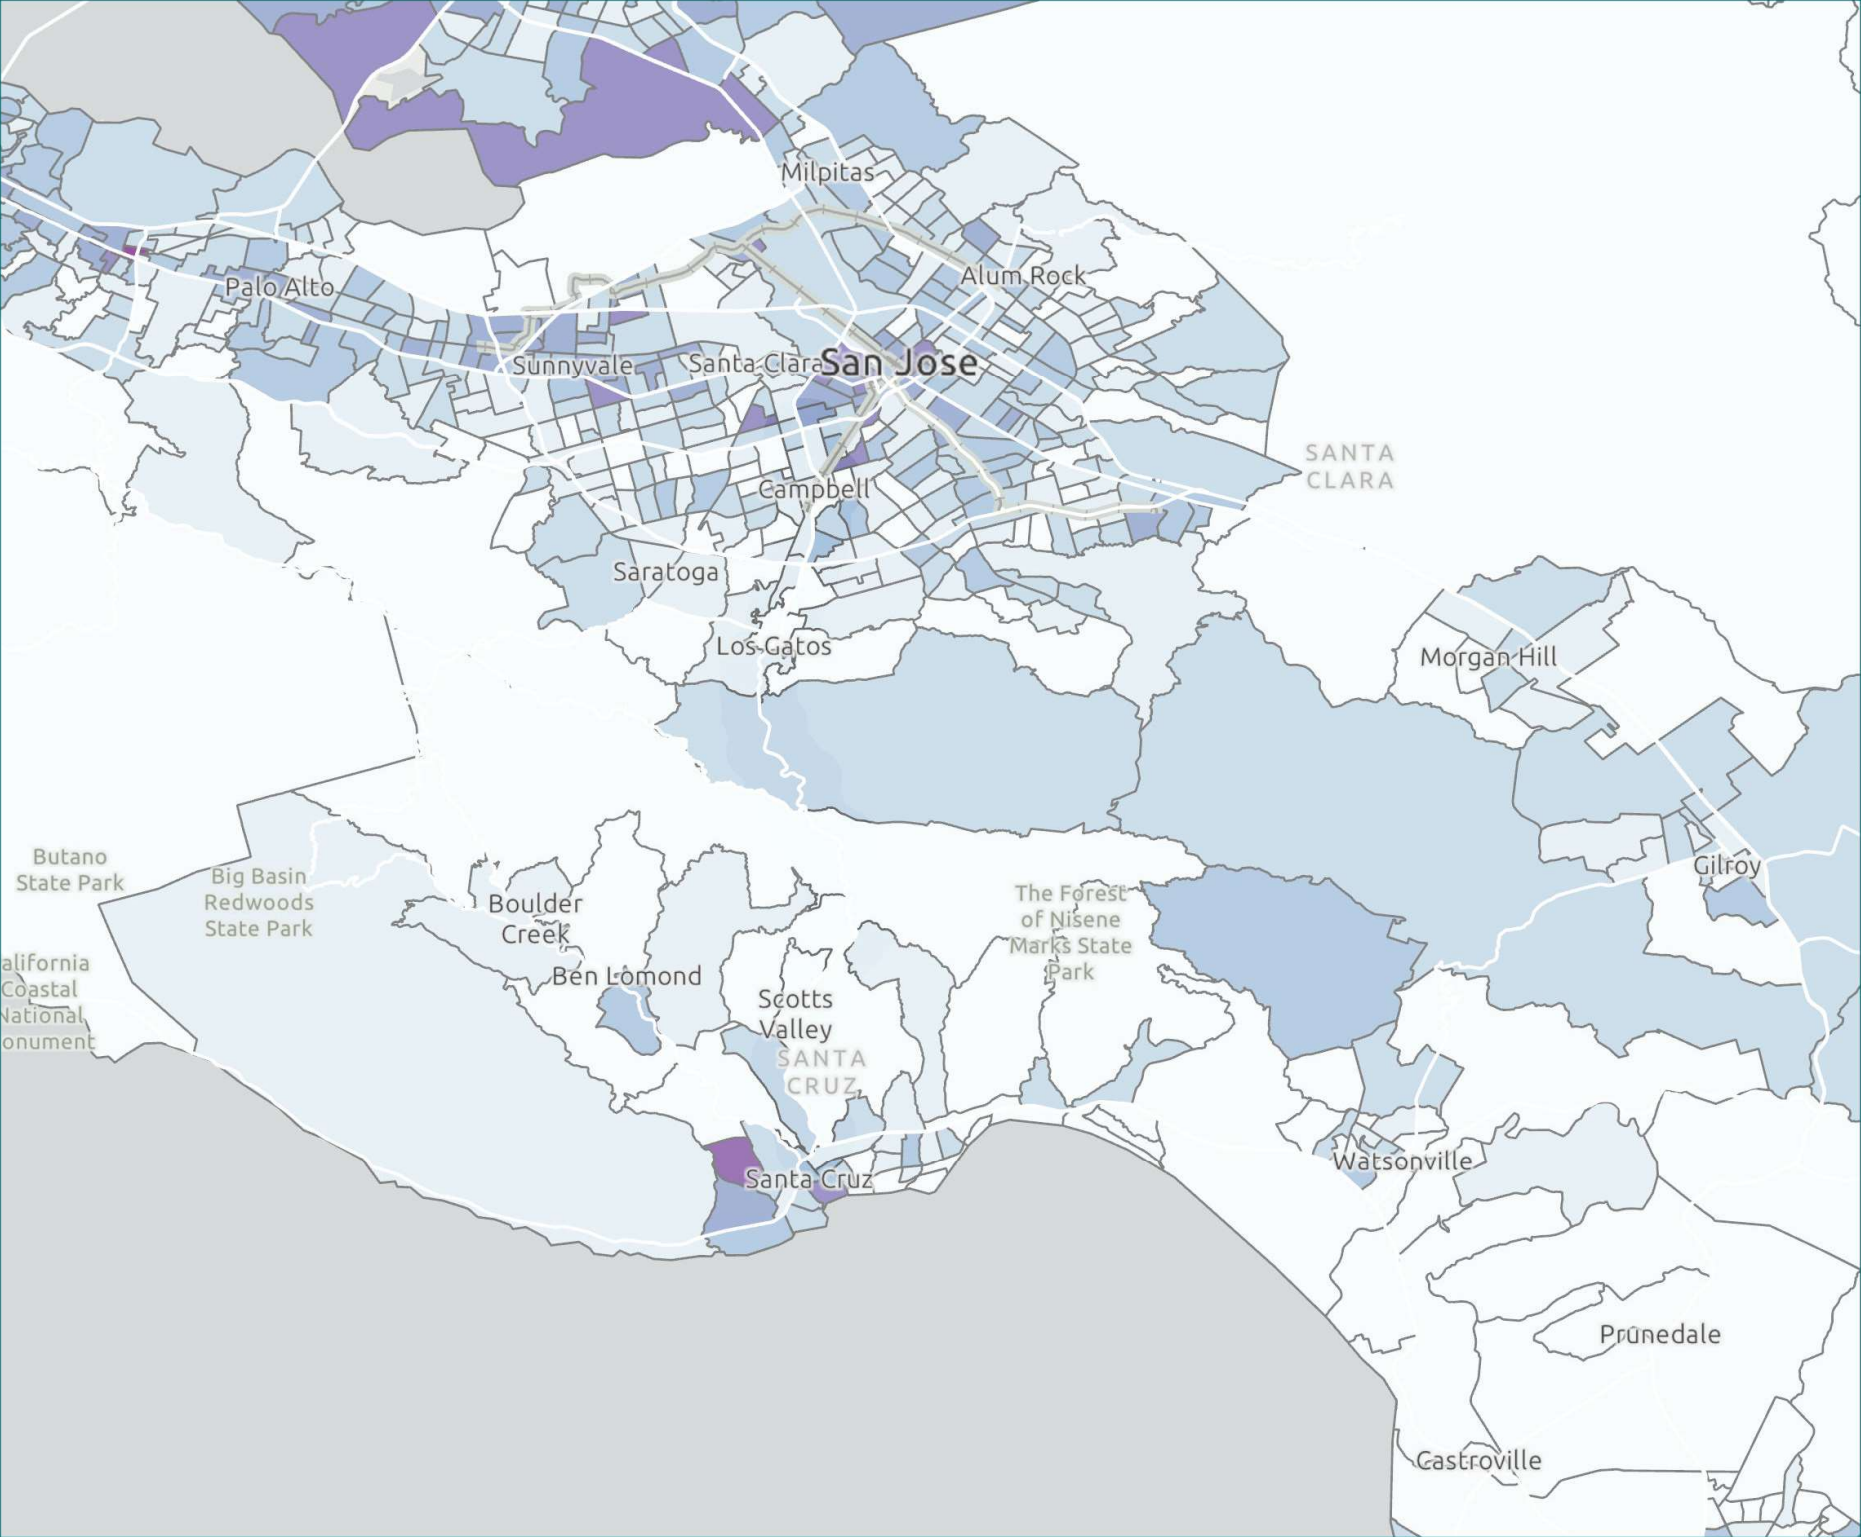 Milpitas
Alum Rock
Palo Alto
Sunnyvale
Santa Clara
San Jose
SANTA
CLARA
Campbell
Saratoga
Los Gatos
Morgan Hill
Butano
State Park
Big Basin
Redwoods
State Park
Boulder
Creek
The Forest
of Nisene
Marks State
Park
Gilroy
alifornia
Coastal
National
onument
Ben Lomond
Scotts
Valley
SANTA
CRUZ
Santa Cruz
Watsonville
Prunedale
Castroville